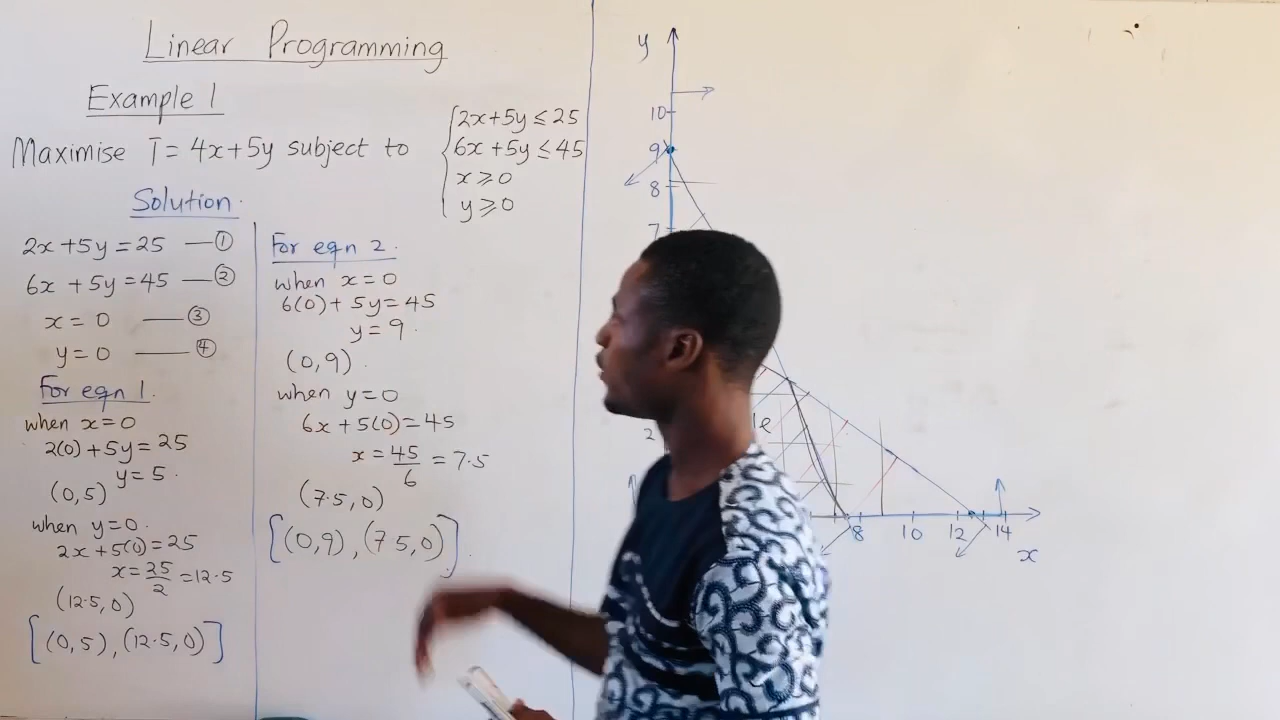 Linear Programming
Example 1
Maximise T = 4x+5y subject to
2x+5y ≤ 25
6x+5y ≤ 45
x ≥ 0
y ≥ 0
Solution.
2x+5y=25 —①
6x+5y=45 —②
x = 0 —③
y=0 —④
For eqn 1.
when x=0
2(0)+5y=25
y=5.
(0,5)
when y=0.
2x+5(0)=25
x=25/2=12.5
(12.5,0)
[(0,5),(12.5,0)]
For eqn 2.
when x=0
6(0)+5y=45
y=9.
(0,9).
when y=0
6x+5(0)=45
x=45/6=7.5
(7.5,0)
[(0,9),(7.5,0)].
y
10
9
8
7
2
8 10 12 14
x